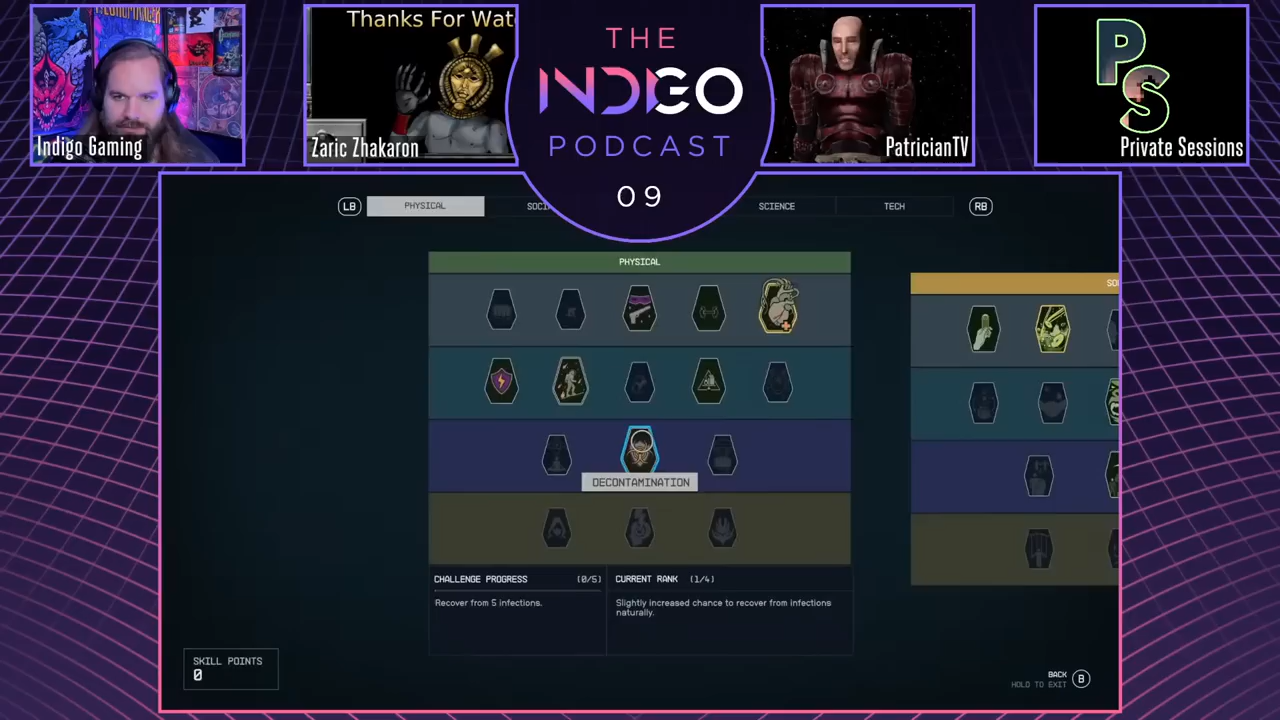 Thanks For Wat
Indigo Gaming
Zaric Zhakaron
THE
INDIGO
PODCAST
09
PatricianTV
PS
Private Sessions
LB
PHYSICAL
SOCI
SCIENCE
TECH
RB
PHYSICAL
SO
DECONTAMINATION
CHALLENGE PROGRESS (0/5)
Recover from 5 infections.
CURRENT RANK (1/4)
Slightly increased chance to recover from infections
naturally.
SKILL POINTS
0
BACK
HOLD TO EXIT
B